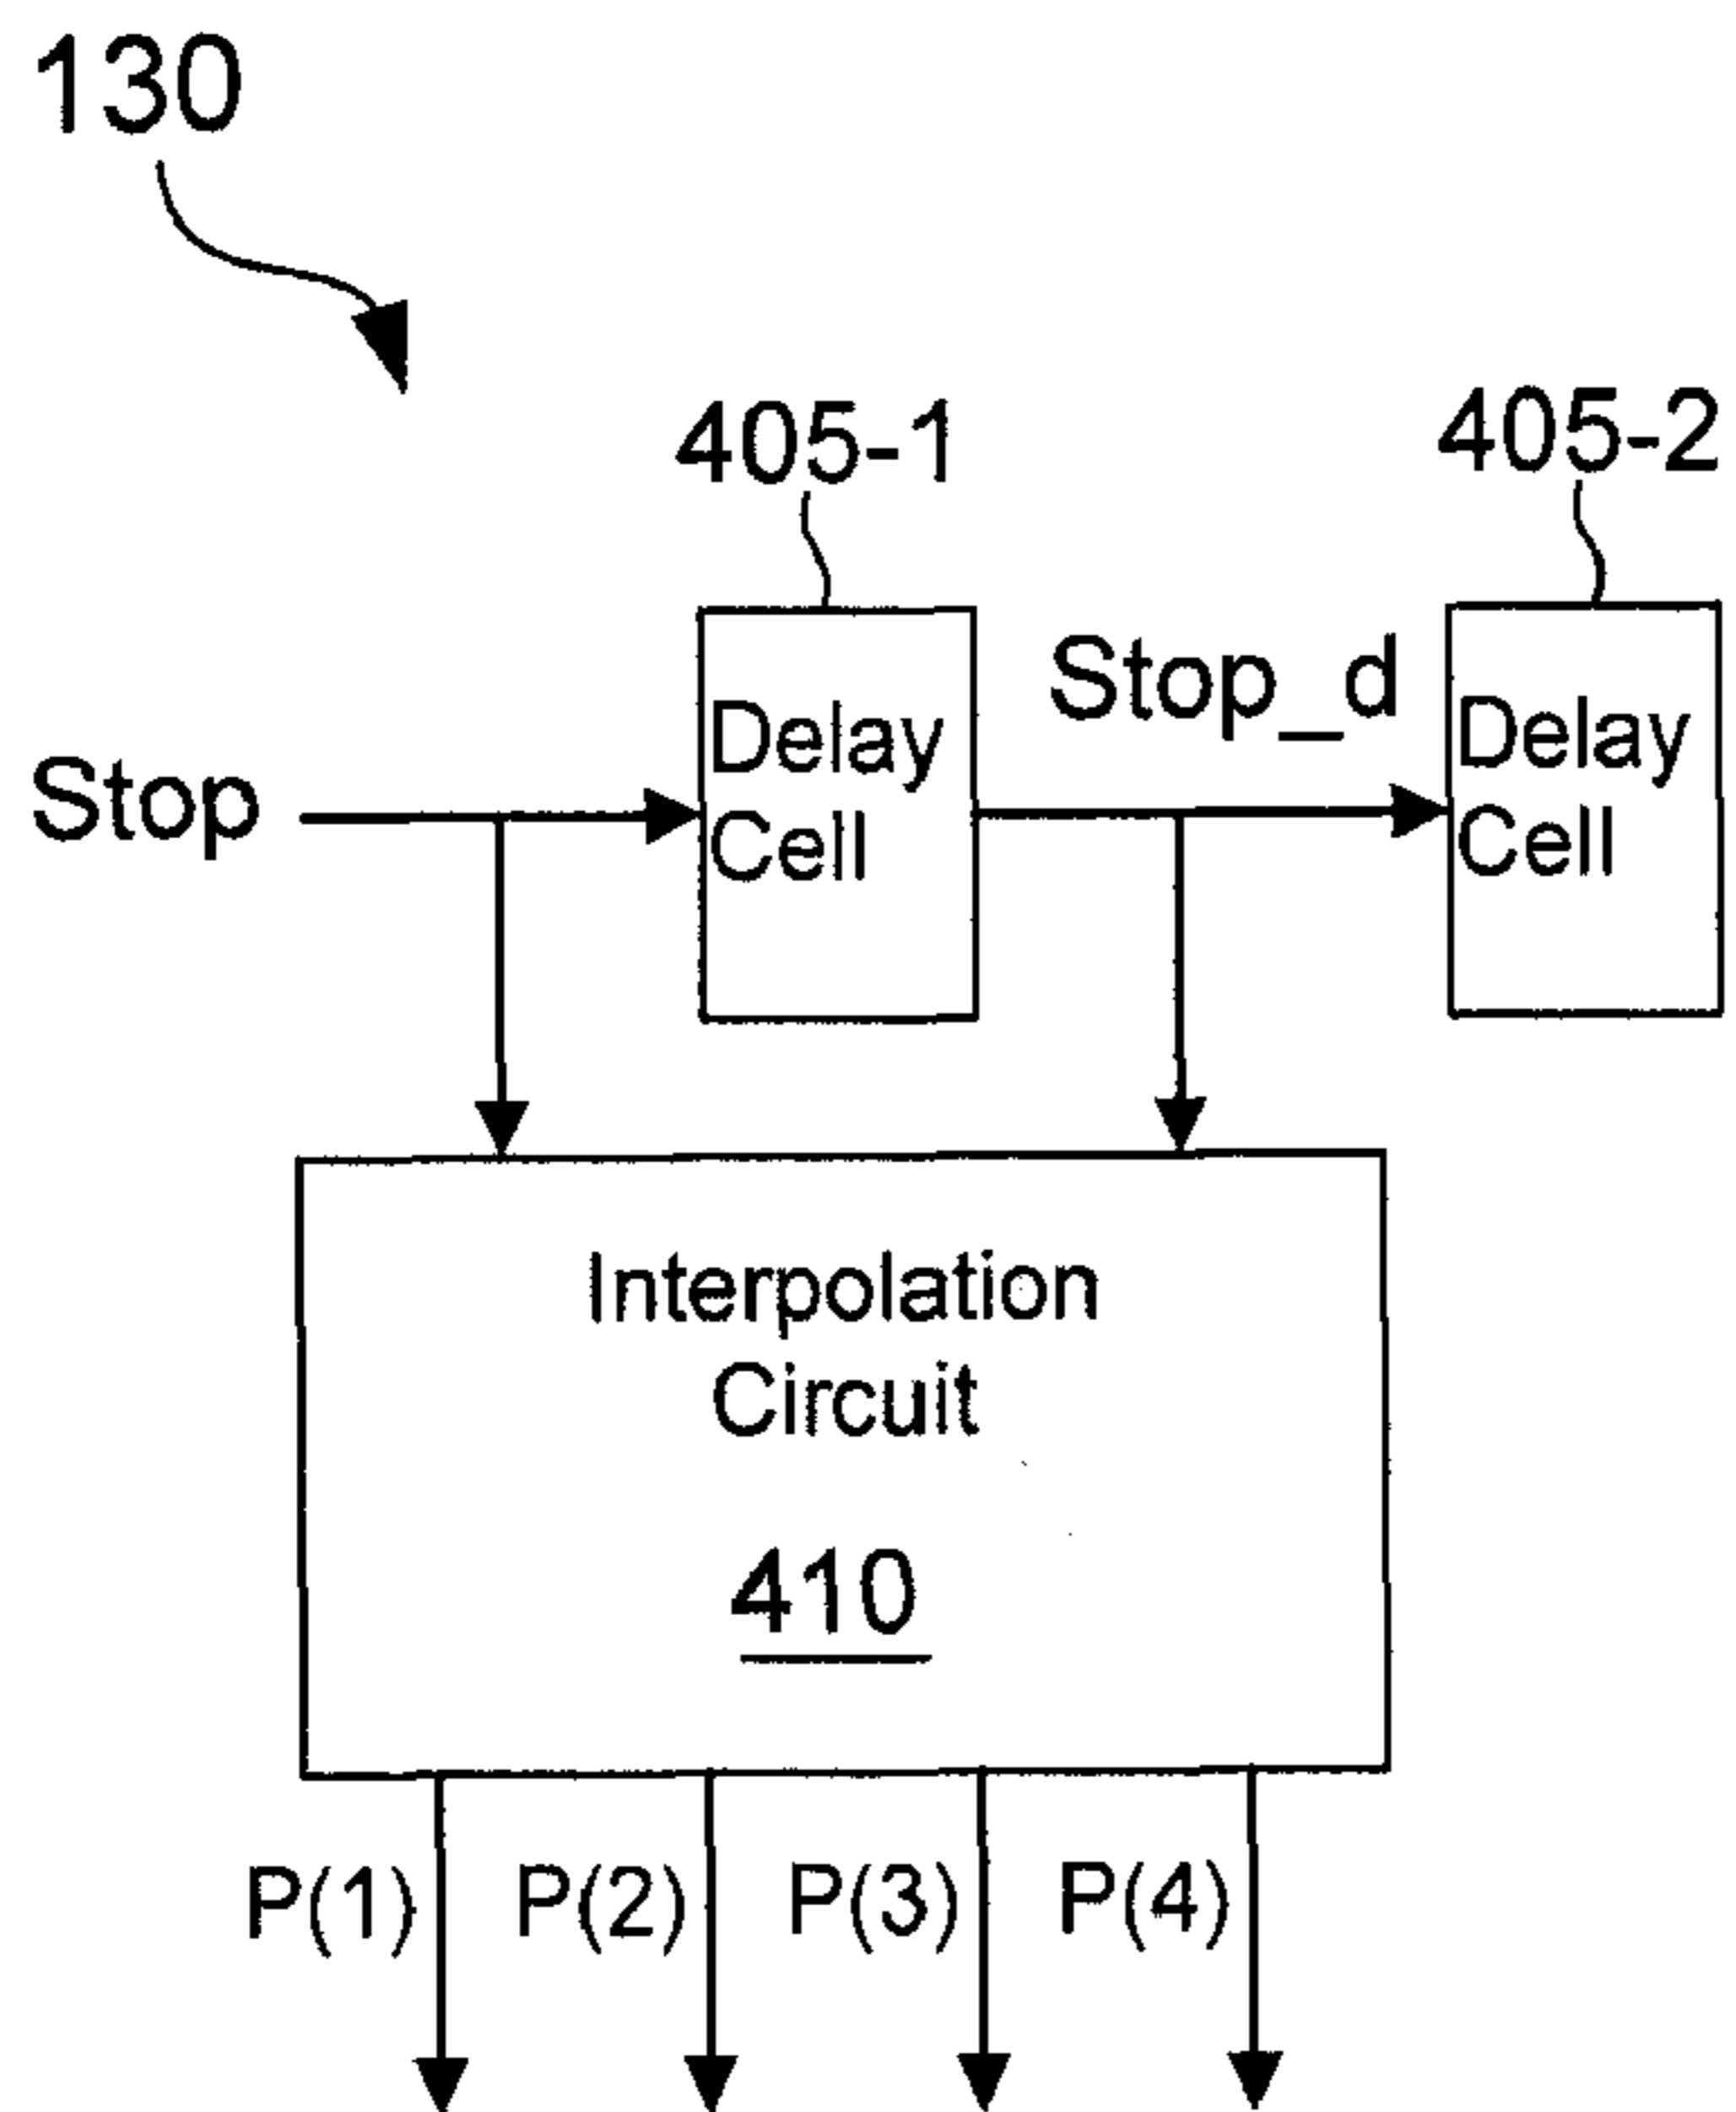 130
405-1
405-2
Stop
Delay
Cell
Stop_d
Delay
Cell
Interpolation
Circuit
410
P(1)
P(2)
P(3)
P(4)